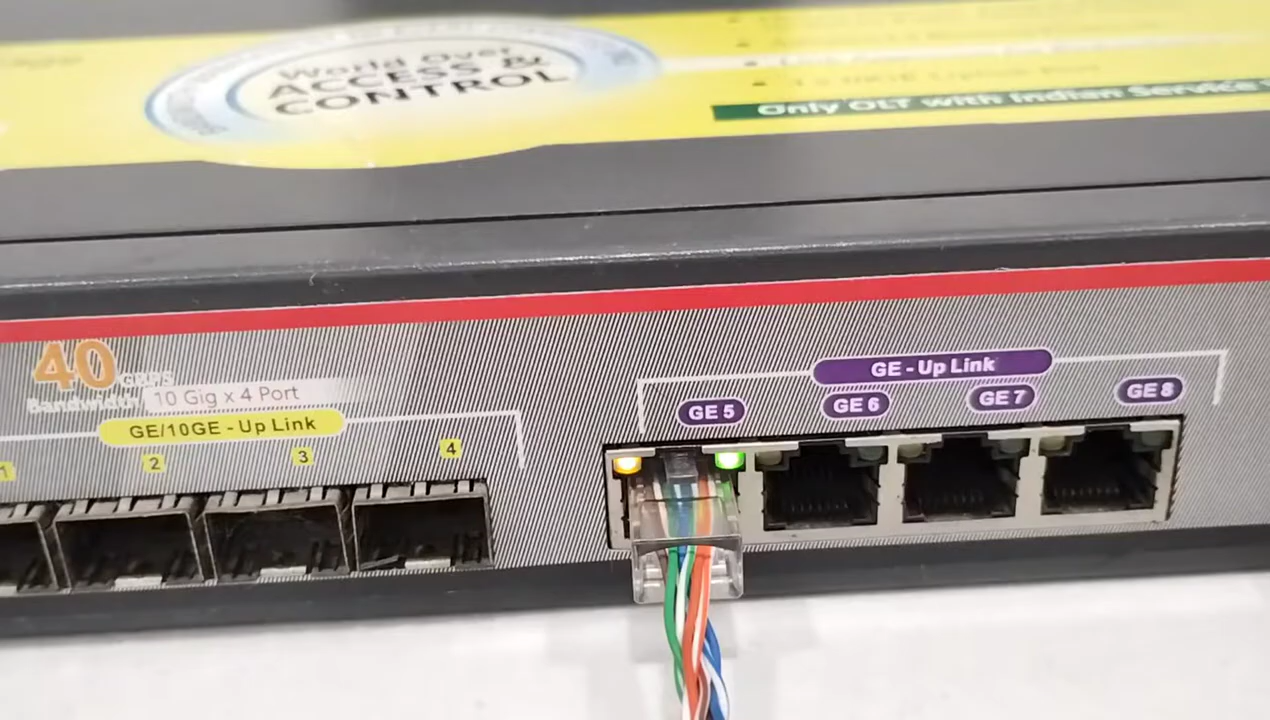 World Over
ACCESS &
CONTROL
Only OLT with Indian Service
40 GBPS
Bandwidth 10 Gig x 4 Port
GE/10GE - Up Link
1 2 3 4
GE - Up Link
GE 5 GE 6 GE 7 GE 8